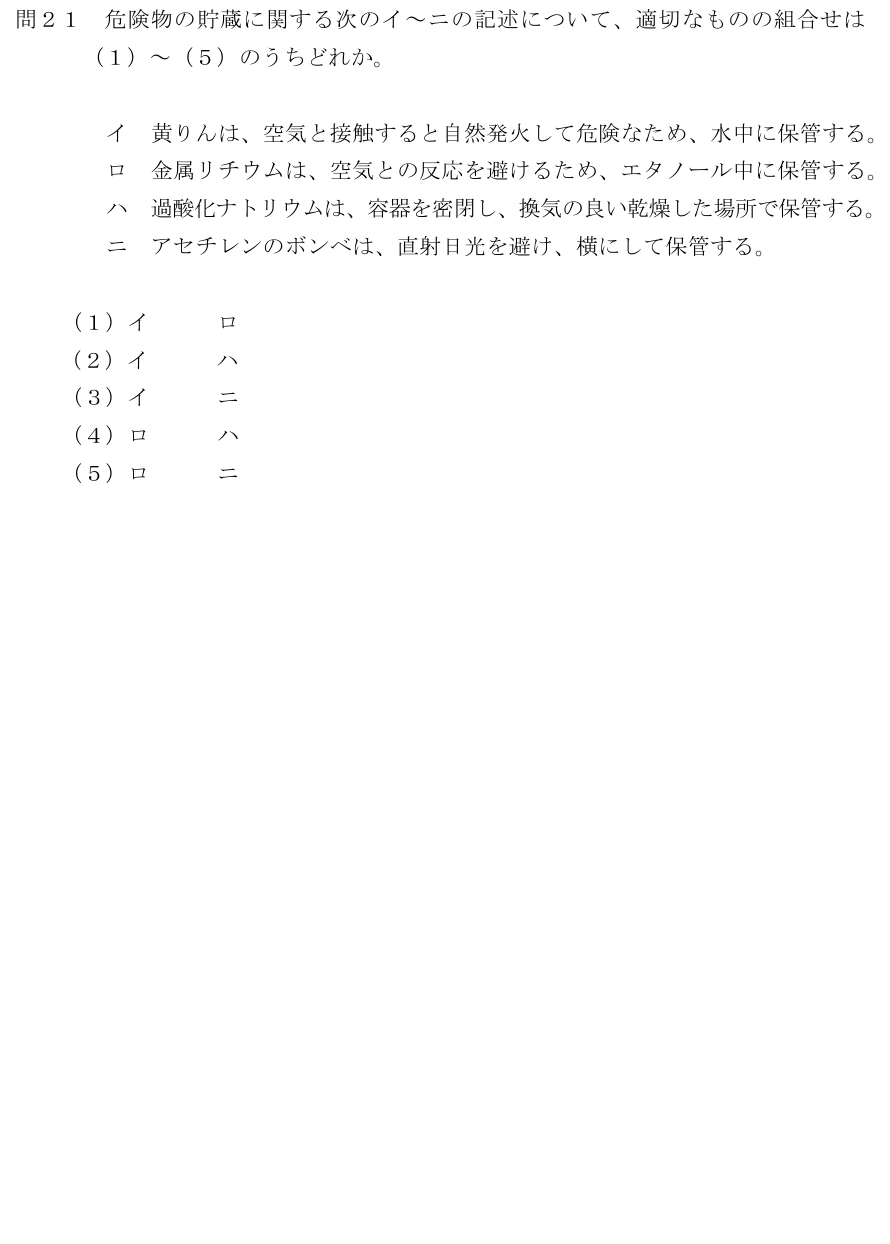 問２１　危険物の貯蔵に関する次のイ～ニの記述について、適切なものの組合せは
（１）～（５）のうちどれか。
イ　黄りんは、空気と接触すると自然発火して危険なため、水中に保管する。
ロ　金属リチウムは、空気との反応を避けるため、エタノール中に保管する。
ハ　過酸化ナトリウムは、容器を密閉し、換気の良い乾燥した場所で保管する。
ニ　アセチレンのボンベは、直射日光を避け、横にして保管する。
（１）イ　　　ロ
（２）イ　　　ハ
（３）イ　　　ニ
（４）ロ　　　ハ
（５）ロ　　　ニ